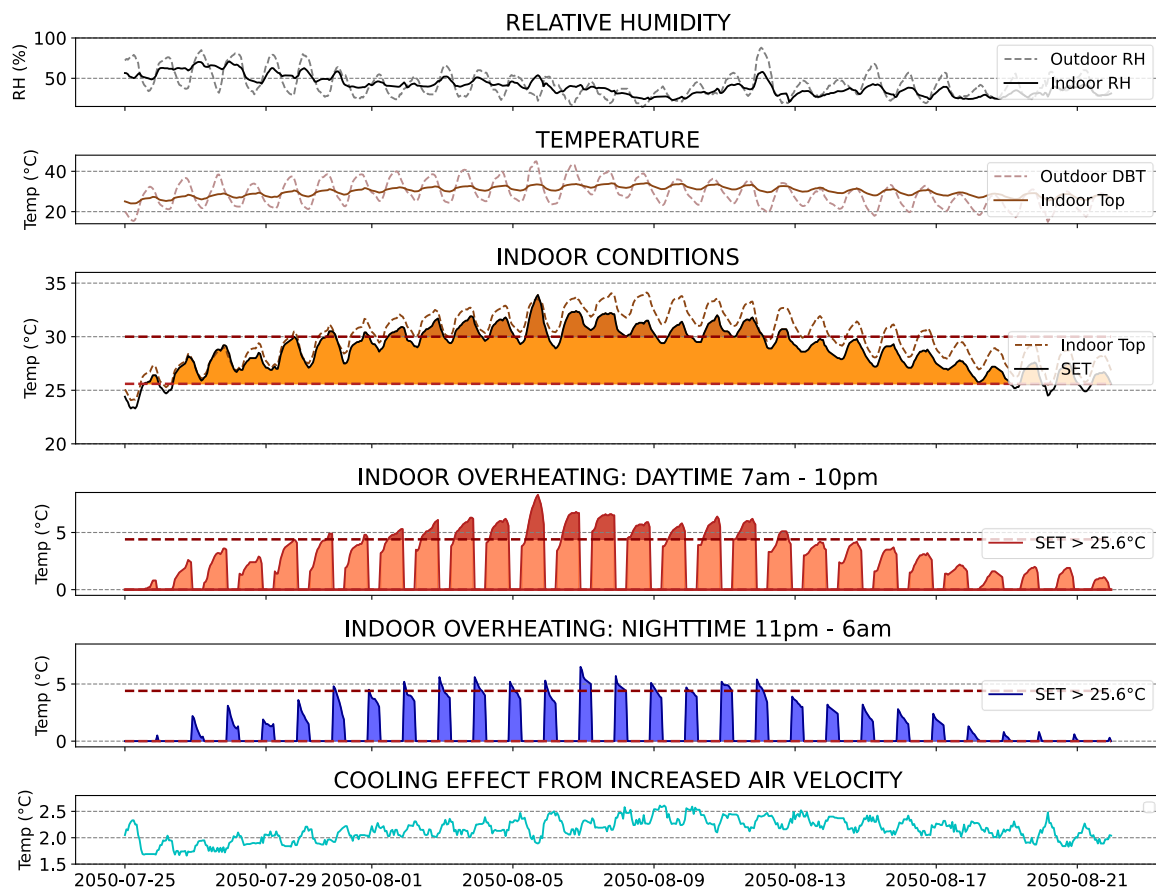 RELATIVE HUMIDITY
RH (%)
100
50
Outdoor RH
Indoor RH
TEMPERATURE
Temp (°C)
40
20
Outdoor DBT
Indoor Top
INDOOR CONDITIONS
Temp (°C)
35
30
25
20
Indoor Top
SET
INDOOR OVERHEATING: DAYTIME 7am - 10pm
Temp (°C)
5
0
SET > 25.6°C
INDOOR OVERHEATING: NIGHTTIME 11pm - 6am
Temp (°C)
5
0
SET > 25.6°C
COOLING EFFECT FROM INCREASED AIR VELOCITY
Temp (°C)
2.5
2.0
1.5
2050-07-25 2050-07-29 2050-08-01 2050-08-05 2050-08-09 2050-08-13 2050-08-17 2050-08-21